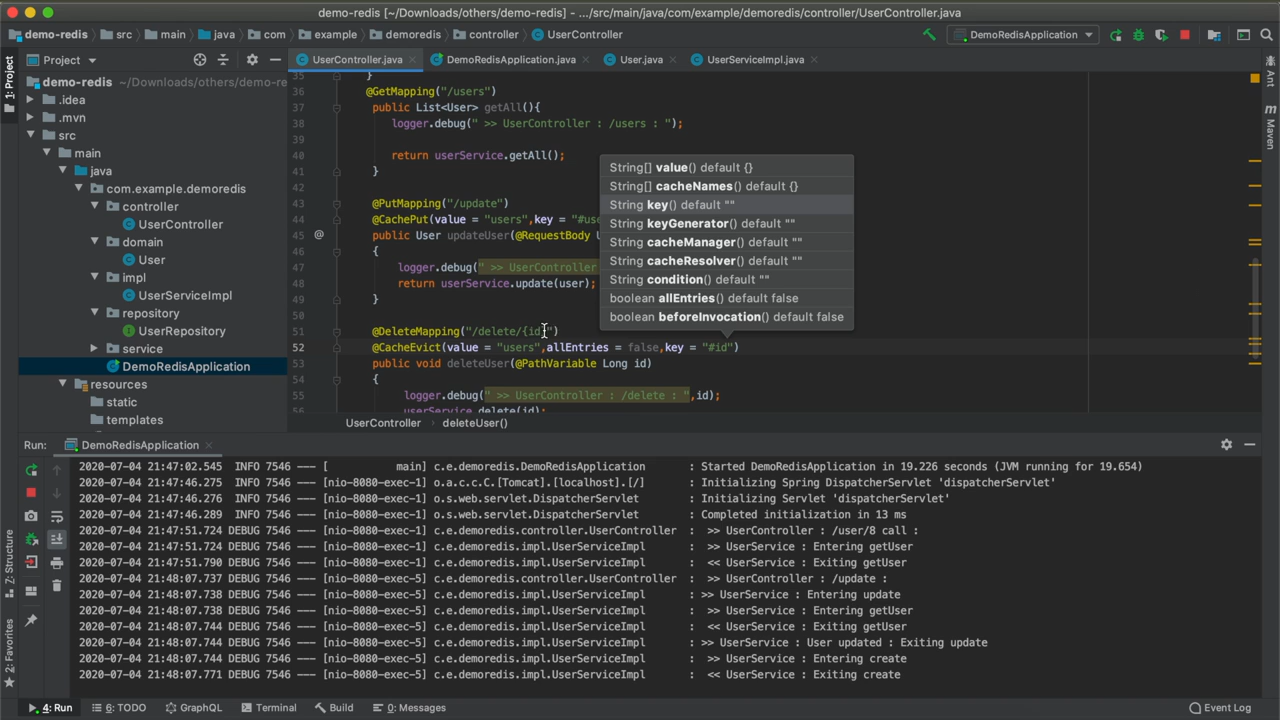 demo-redis [~/Downloads/others/demo-redis] – .../src/main/java/com/example/demoredis/controller/UserController.java
demo-redis src main java com example demoredis controller UserController DemoRedisApplication
1: Project
Project
UserController.java DemoRedisApplication.java User.java UserServiceImpl.java
Ant
Maven
demo-redis ~/Downloads/others/demo-re
.idea
.mvn
src
main
java
com.example.demoredis
controller
UserController
domain
User
impl
UserServiceImpl
repository
UserRepository
service
DemoRedisApplication
resources
static
templates
35 }
36 @GetMapping("/users")
37 public List<User> getAll(){
38 logger.debug(" >> UserController : /users : ");
39
40 return userService.getAll();
41 }
42
43 @PutMapping("/update")
44 @CachePut(value = "users",key = "#use
45 @ public User updateUser(@RequestBody U
46 {
47 logger.debug(" >> UserController
48 return userService.update(user);
49 }
50
51 @DeleteMapping("/delete/{id}")
52 @CacheEvict(value = "users",allEntries = false,key = "#id")
53 public void deleteUser(@PathVariable Long id)
54 {
55 logger.debug(" >> UserController : /delete : ",id);
56 userService.delete(id);
String[] value() default {}
String[] cacheNames() default {}
String key() default ""
String keyGenerator() default ""
String cacheManager() default ""
String cacheResolver() default ""
String condition() default ""
boolean allEntries() default false
boolean beforeInvocation() default false
UserController deleteUser()
Run: DemoRedisApplication
2020-07-04 21:47:02.545 INFO 7546 --- [ main] c.e.demoredis.DemoRedisApplication : Started DemoRedisApplication in 19.226 seconds (JVM running for 19.654)
2020-07-04 21:47:46.275 INFO 7546 --- [nio-8080-exec-1] o.a.c.c.C.[Tomcat].[localhost].[/] : Initializing Spring DispatcherServlet 'dispatcherServlet'
2020-07-04 21:47:46.276 INFO 7546 --- [nio-8080-exec-1] o.s.web.servlet.DispatcherServlet : Initializing Servlet 'dispatcherServlet'
2020-07-04 21:47:46.289 INFO 7546 --- [nio-8080-exec-1] o.s.web.servlet.DispatcherServlet : Completed initialization in 13 ms
2020-07-04 21:47:51.724 DEBUG 7546 --- [nio-8080-exec-1] c.e.demoredis.controller.UserController : >> UserController : /user/8 call :
2020-07-04 21:47:51.724 DEBUG 7546 --- [nio-8080-exec-1] c.e.demoredis.impl.UserServiceImpl : >> UserService : Entering getUser
2020-07-04 21:47:51.790 DEBUG 7546 --- [nio-8080-exec-1] c.e.demoredis.impl.UserServiceImpl : << UserService : Exiting getUser
2020-07-04 21:48:07.737 DEBUG 7546 --- [nio-8080-exec-5] c.e.demoredis.controller.UserController : >> UserController : /update :
2020-07-04 21:48:07.738 DEBUG 7546 --- [nio-8080-exec-5] c.e.demoredis.impl.UserServiceImpl : >> UserService : Entering update
2020-07-04 21:48:07.738 DEBUG 7546 --- [nio-8080-exec-5] c.e.demoredis.impl.UserServiceImpl : >> UserService : Entering getUser
2020-07-04 21:48:07.744 DEBUG 7546 --- [nio-8080-exec-5] c.e.demoredis.impl.UserServiceImpl : << UserService : Exiting getUser
2020-07-04 21:48:07.744 DEBUG 7546 --- [nio-8080-exec-5] c.e.demoredis.impl.UserServiceImpl : >> UserService : User updated : Exiting update
2020-07-04 21:48:07.744 DEBUG 7546 --- [nio-8080-exec-5] c.e.demoredis.impl.UserServiceImpl : >> UserService : Entering create
2020-07-04 21:48:07.771 DEBUG 7546 --- [nio-8080-exec-5] c.e.demoredis.impl.UserServiceImpl : << UserService : Exiting create
Z: Structure
2: Favorites
4: Run 6: TODO GraphQL Terminal Build 0: Messages Event Log